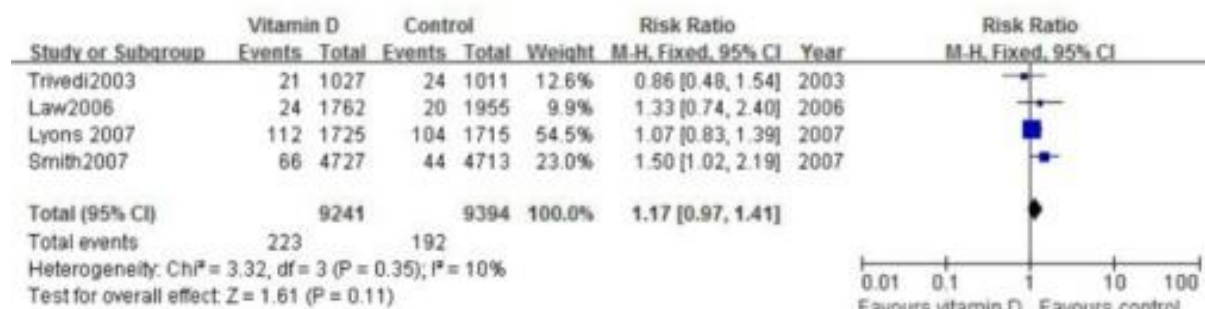 Vitamin D Control Risk Ratio Risk Ratio
Study or Subgroup Events Total Events Total Weight M-H, Fixed, 95% CI Year M-H, Fixed, 95% CI
Trivedi2003 21 1027 24 1011 12.6% 0.86 [0.48, 1.54] 2003
Law2006 24 1762 20 1955 9.9% 1.33 [0.74, 2.40] 2006
Lyons 2007 112 1725 104 1715 54.5% 1.07 [0.83, 1.39] 2007
Smith2007 66 4727 44 4713 23.0% 1.50 [1.02, 2.19] 2007
Total (95% CI) 9241 9394 100.0% 1.17 [0.97, 1.41]
Total events 223 192
Heterogeneity: Chi² = 3.32, df = 3 (P = 0.35); I² = 10%
Test for overall effect: Z = 1.61 (P = 0.11)
0.01 0.1 1 10 100
Favours vitamin D Favours control